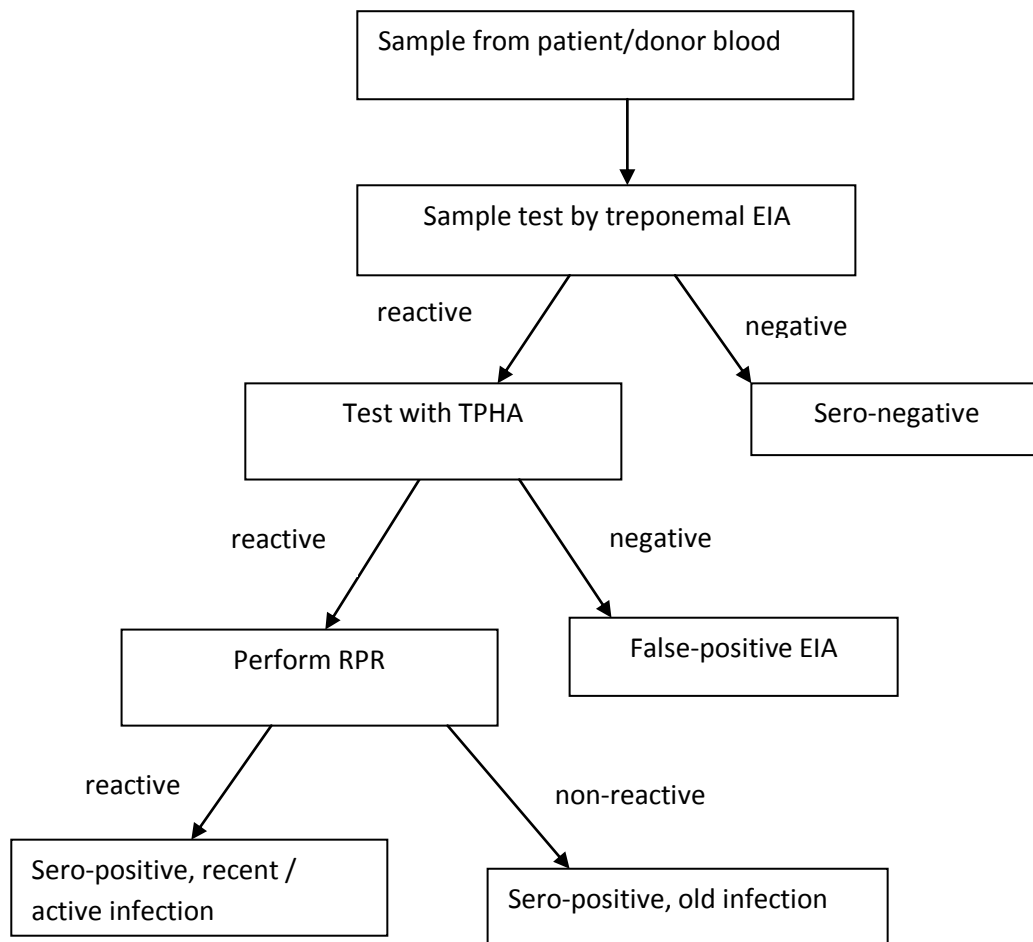 Sample from patient/donor blood
Sample test by treponemal EIA
reactive
negative
Test with TPHA
Sero-negative
reactive
negative
Perform RPR
False-positive EIA
reactive
non-reactive
Sero-positive, recent /
active infection
Sero-positive, old infection